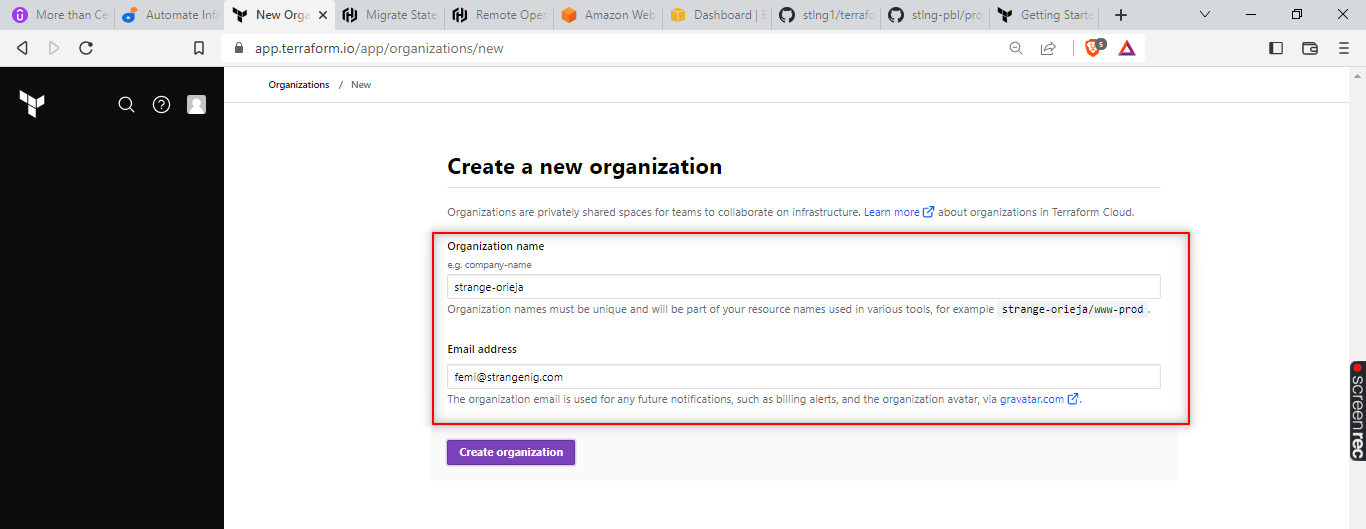 More than Ce
Automate Infr
New Orga
Migrate State
Remote Oper
Amazon Web
Dashboard | E
stlng1/terrafo
stlng-pbl/proj
Getting Starte
app.terraform.io/app/organizations/new
5
Organizations / New
Create a new organization
Organizations are privately shared spaces for teams to collaborate on infrastructure. Learn more about organizations in Terraform Cloud.
Organization name
e.g. company-name
strange-orieja
Organization names must be unique and will be part of your resource names used in various tools, for example strange-orieja/www-prod .
Email address
femi@strangenig.com
The organization email is used for any future notifications, such as billing alerts, and the organization avatar, via gravatar.com.
Create organization
screenrec